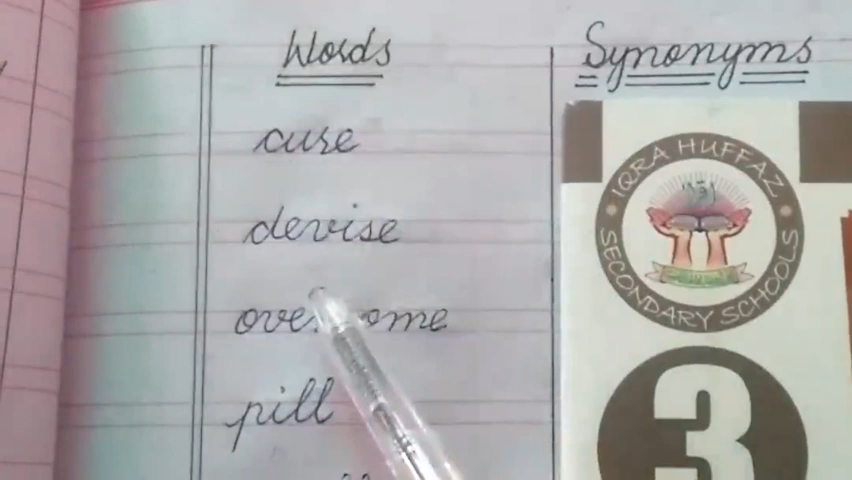 Words
Synonyms
cure
devise
pill
IQRA HUFFAZ
SECONDARY SCHOOLS
3